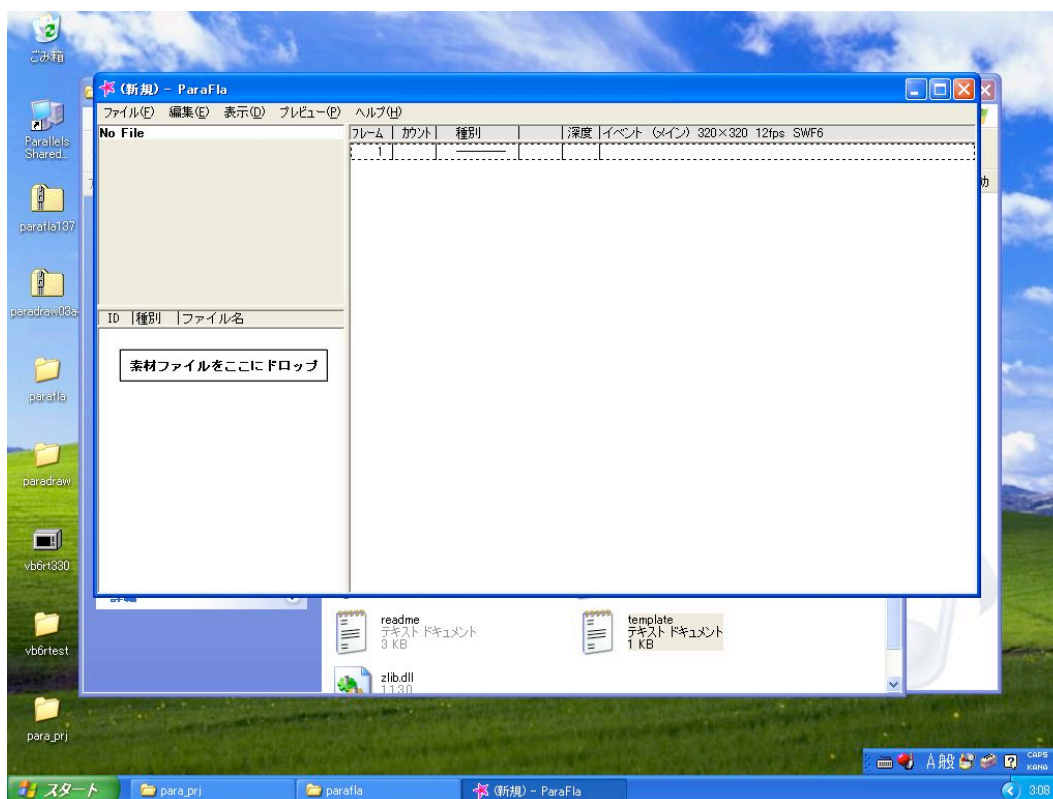 ごみ箱
Parallels
Shared...
parafla137
paradraw03a-
parafla
paradraw
vb6rt330
vb6rtest
para_prj
(新規) - ParaFla
ファイル(F) 編集(E) 表示(D) プレビュー(P) ヘルプ(H)
No File
フレーム カウント 種別 深度 イベント (メイン) 320×320 12fps SWF6
1
ID 種別 ファイル名
素材ファイルをここにドロップ
readme
テキスト ドキュメント
3 KB
template
テキスト ドキュメント
1 KB
zlib.dll
1.1.3.0
A 般
CAPS
KANA
スタート
para_prj
parafla
(新規) - ParaFla
3:08